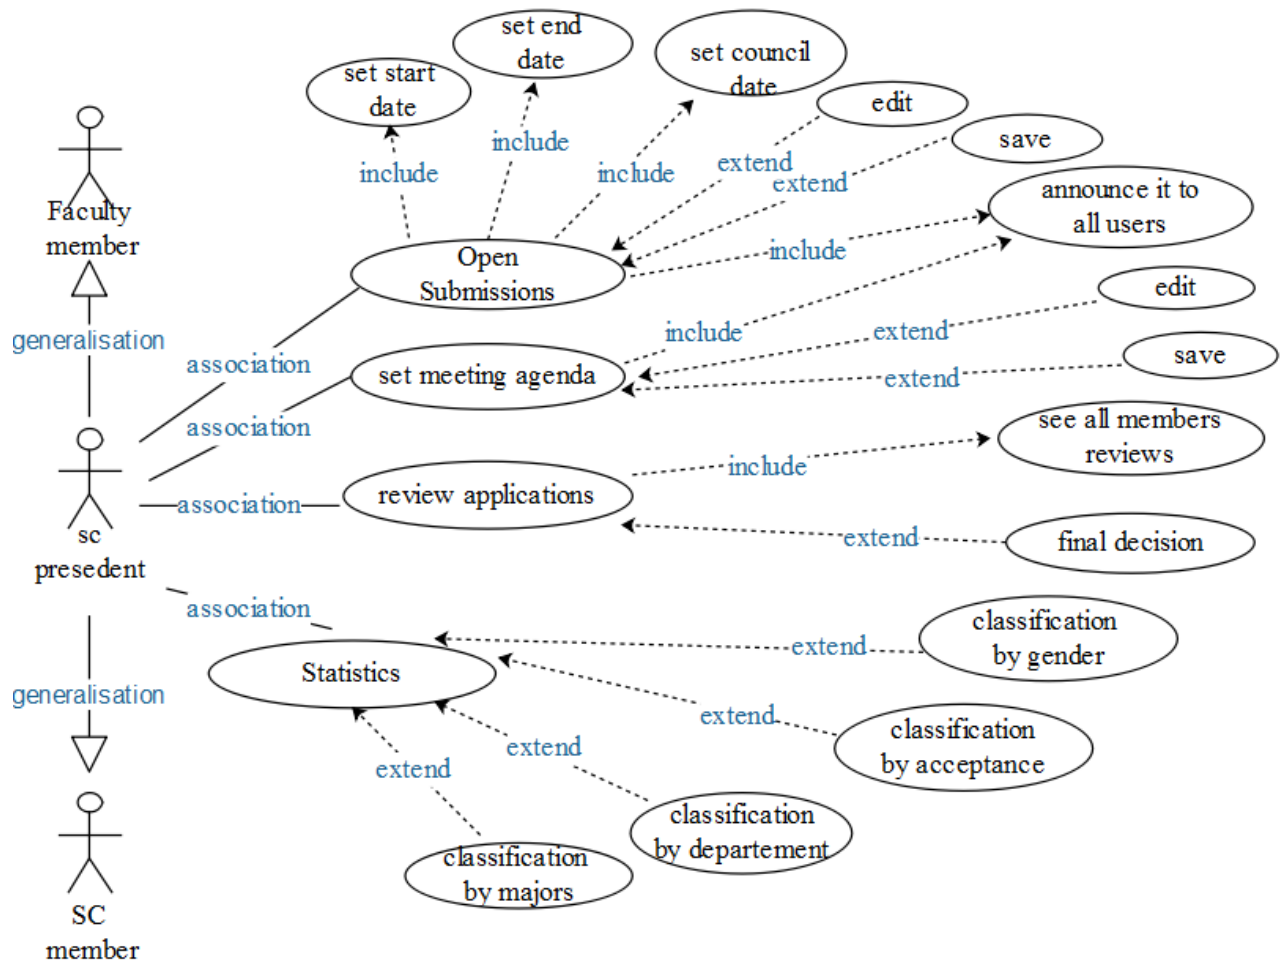 set end
date
set council
date
set start
date
edit
save
include
include
include
extend
extend
announce it to
all users
Faculty
member
Open
Submissions
include
edit
generalisation
include
extend
association
save
set meeting agenda
extend
association
see all members
reviews
include
review applications
association
extend
final decision
sc
presedent
association
classification
by gender
extend
Statistics
generalisation
extend
classification
by acceptance
extend
extend
classification
by departement
classification
by majors
SC
member